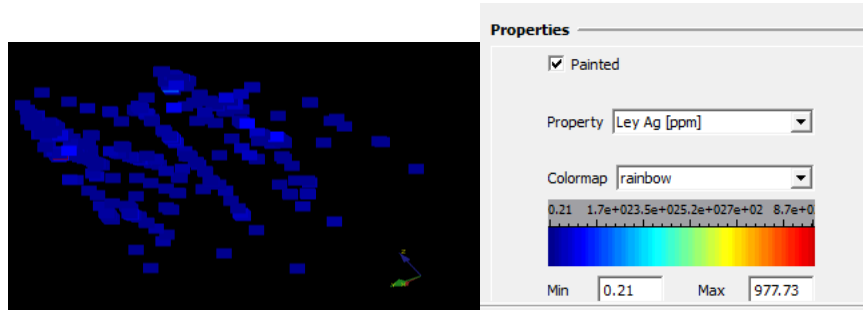 Properties
Painted
Property Ley Ag [ppm]
Colormap rainbow
0.21 1.7e+023.5e+025.2e+027e+02 8.7e+0
Min 0.21 Max 977.73